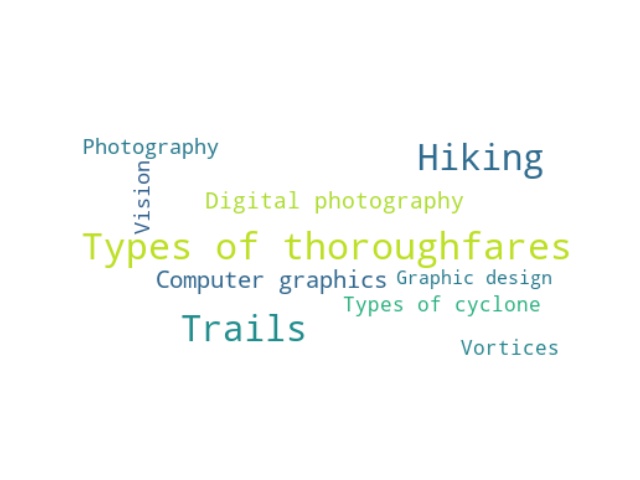 Photography
Hiking
Vision
Digital photography
Types of thoroughfares
Computer graphics
Graphic design
Types of cyclone
Trails
Vortices